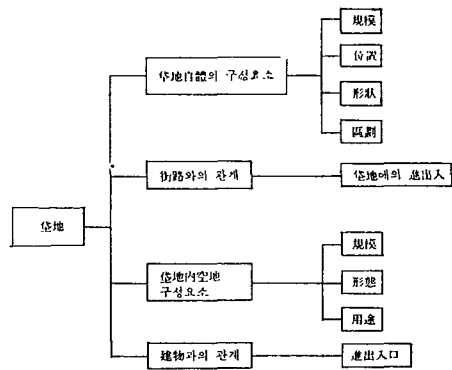 垈地自體의 구성요소
規模
位置
形狀
區劃
街路와의 관계
垈地에의 進出入
垈地
垈地內空地
구성요소
規模
形態
用途
建物과의 관계
進出入口